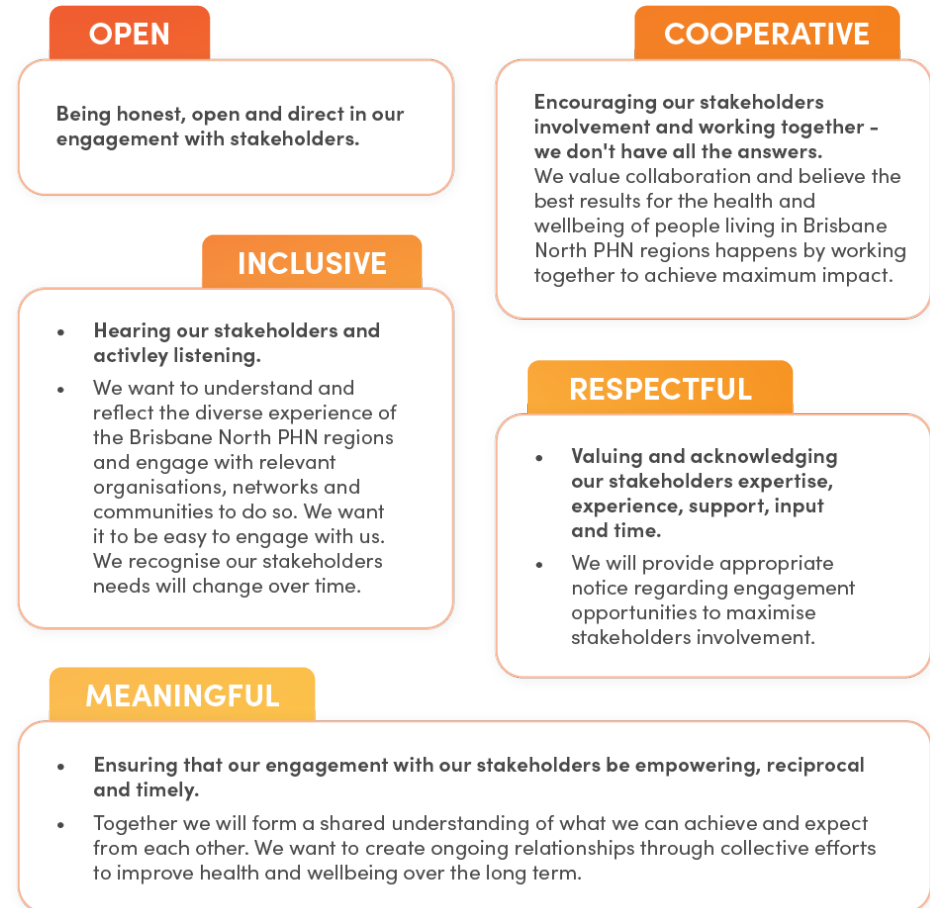 OPEN
Being honest, open and direct in our
engagement with stakeholders.
COOPERATIVE
Encouraging our stakeholders
involvement and working together -
we don't have all the answers.
We value collaboration and believe the
best results for the health and
wellbeing of people living in Brisbane
North PHN regions happens by working
together to achieve maximum impact.
INCLUSIVE
• Hearing our stakeholders and
activley listening.
• We want to understand and
reflect the diverse experience of
the Brisbane North PHN regions
and engage with relevant
organisations, networks and
communities to do so. We want
it to be easy to engage with us.
We recognise our stakeholders
needs will change over time.
RESPECTFUL
• Valuing and acknowledging
our stakeholders expertise,
experience, support, input
and time.
• We will provide appropriate
notice regarding engagement
opportunities to maximise
stakeholders involvement.
MEANINGFUL
• Ensuring that our engagement with our stakeholders be empowering, reciprocal
and timely.
• Together we will form a shared understanding of what we can achieve and expect
from each other. We want to create ongoing relationships through collective efforts
to improve health and wellbeing over the long term.